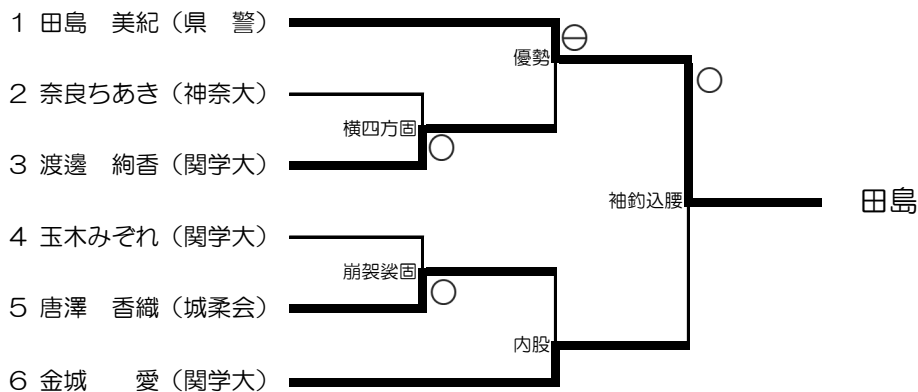 1 田島　美紀（県　警）
優勢
2 奈良ちあき（神奈大）
横四方固
3 渡邊　絢香（関学大）
袖釣込腰
田島
4 玉木みぞれ（関学大）
崩袈裟固
5 唐澤　香織（城柔会）
内股
6 金城　　愛（関学大）